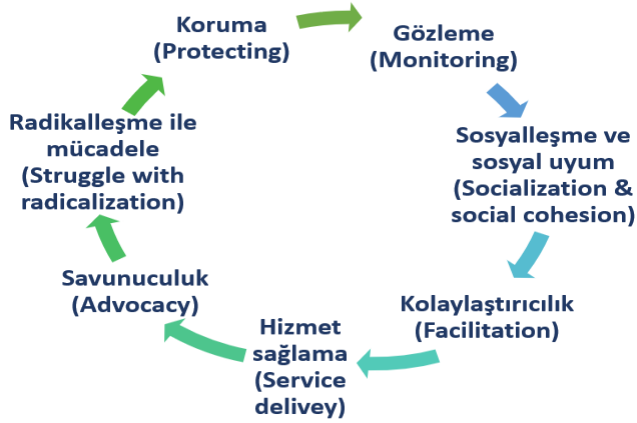 Koruma
(Protecting)
Gözleme
(Monitoring)
Sosyalleşme ve
sosyal uyum
(Socialization &
social cohesion)
Kolaylaştırıcılık
(Facilitation)
Hizmet
sağlama
(Service
delivey)
Savunuculuk
(Advocacy)
Radikalleşme ile
mücadele
(Struggle with
radicalization)